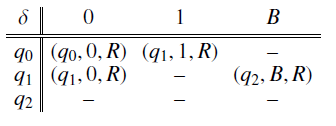 δ 0 1 B
q₀ (q₀, 0, R) (q₁, 1, R) –
q₁ (q₁, 0, R) – (q₂, B, R)
q₂ – – –